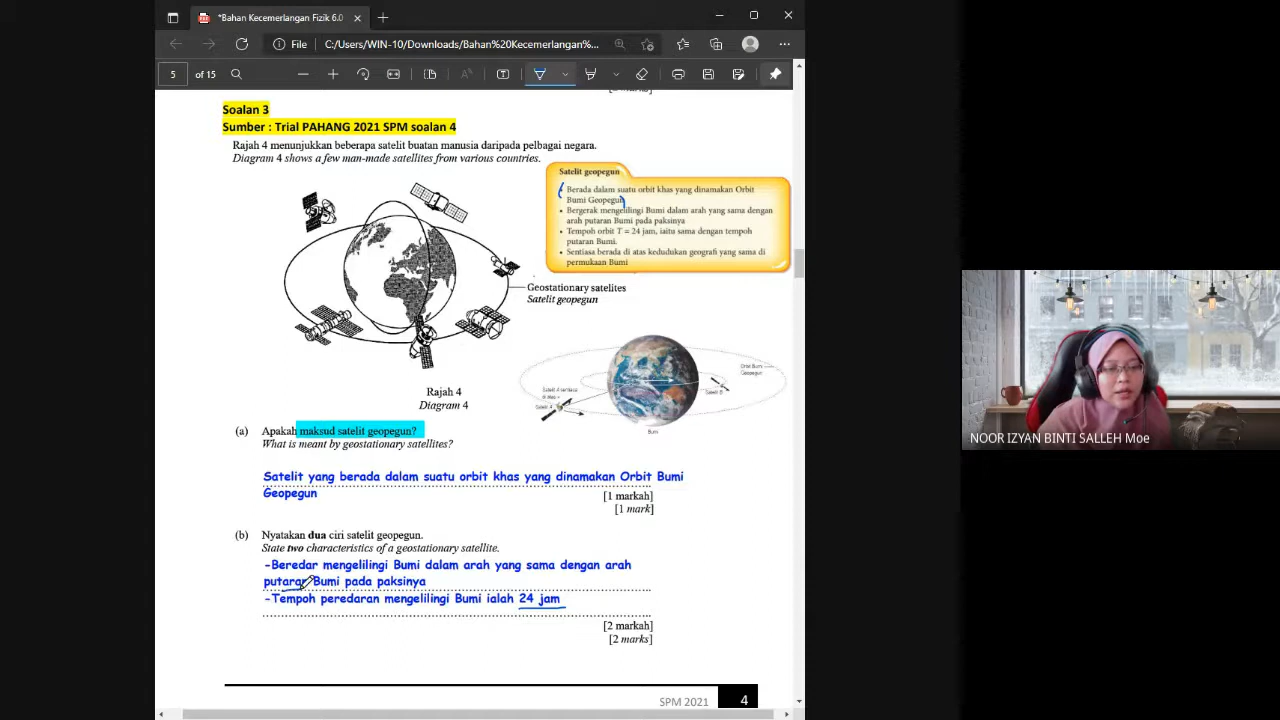 *Bahan Kecemerlangan Fizik 6.0
File
C:/Users/WIN-10/Downloads/Bahan%20Kecemerlangan%...
5 of 15
Soalan 3
Sumber : Trial PAHANG 2021 SPM soalan 4
Rajah 4 menunjukkan beberapa satelit buatan manusia daripada pelbagai negara.
Diagram 4 shows a few man-made satellites from various countries.
Satelit geopegun
• Berada dalam suatu orbit khas yang dinamakan Orbit
Bumi Geopegun
• Bergerak mengelilingi Bumi dalam arah yang sama dengan
arah putaran Bumi pada paksinya
• Tempoh orbit T = 24 jam, iaitu sama dengan tempoh
putaran Bumi.
• Sentiasa berada di atas kedudukan geografi yang sama di
permukaan Bumi
Geostationary satellites
Satelit geopegun
Orbit Bumi
Geopegun
Satelit A sentiasa
Satelit A
Satelit B
Bumi
Rajah 4
Diagram 4
(a) Apakah maksud satelit geopegun?
What is meant by geostationary satellites?
Satelit yang berada dalam suatu orbit khas yang dinamakan Orbit Bumi
Geopegun
[1 markah]
[1 mark]
(b) Nyatakan dua ciri satelit geopegun.
State two characteristics of a geostationary satellite.
-Beredar mengelilingi Bumi dalam arah yang sama dengan arah
putaran Bumi pada paksinya
-Tempoh peredaran mengelilingi Bumi ialah 24 jam
[2 markah]
[2 marks]
SPM 2021 4
NOOR IZYAN BINTI SALLEH Moe